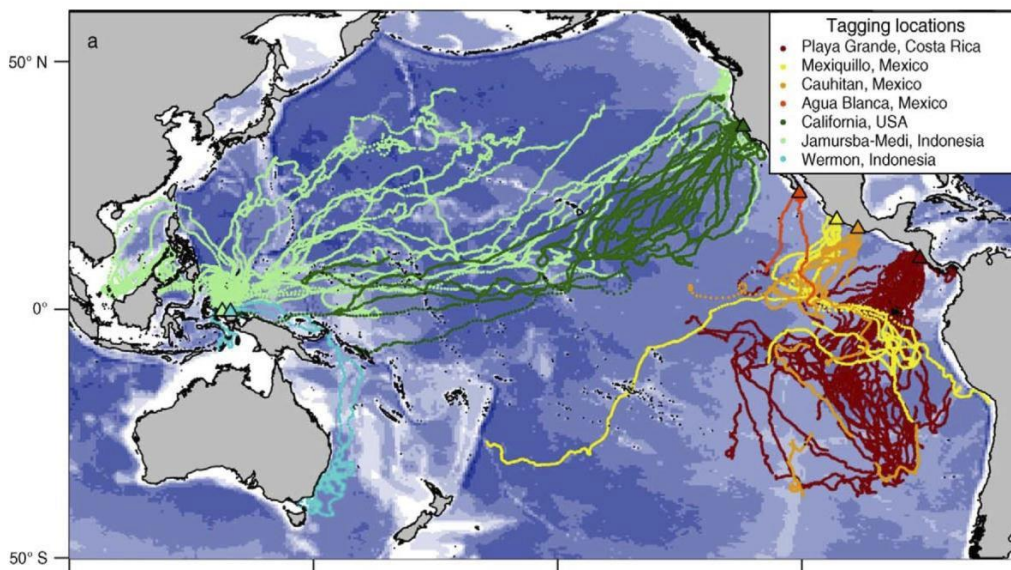 a
Tagging locations
Playa Grande, Costa Rica
Mexiquillo, Mexico
Cauhitan, Mexico
Agua Blanca, Mexico
California, USA
Jamursba-Medi, Indonesia
Wermon, Indonesia
50° N
0°
50° S